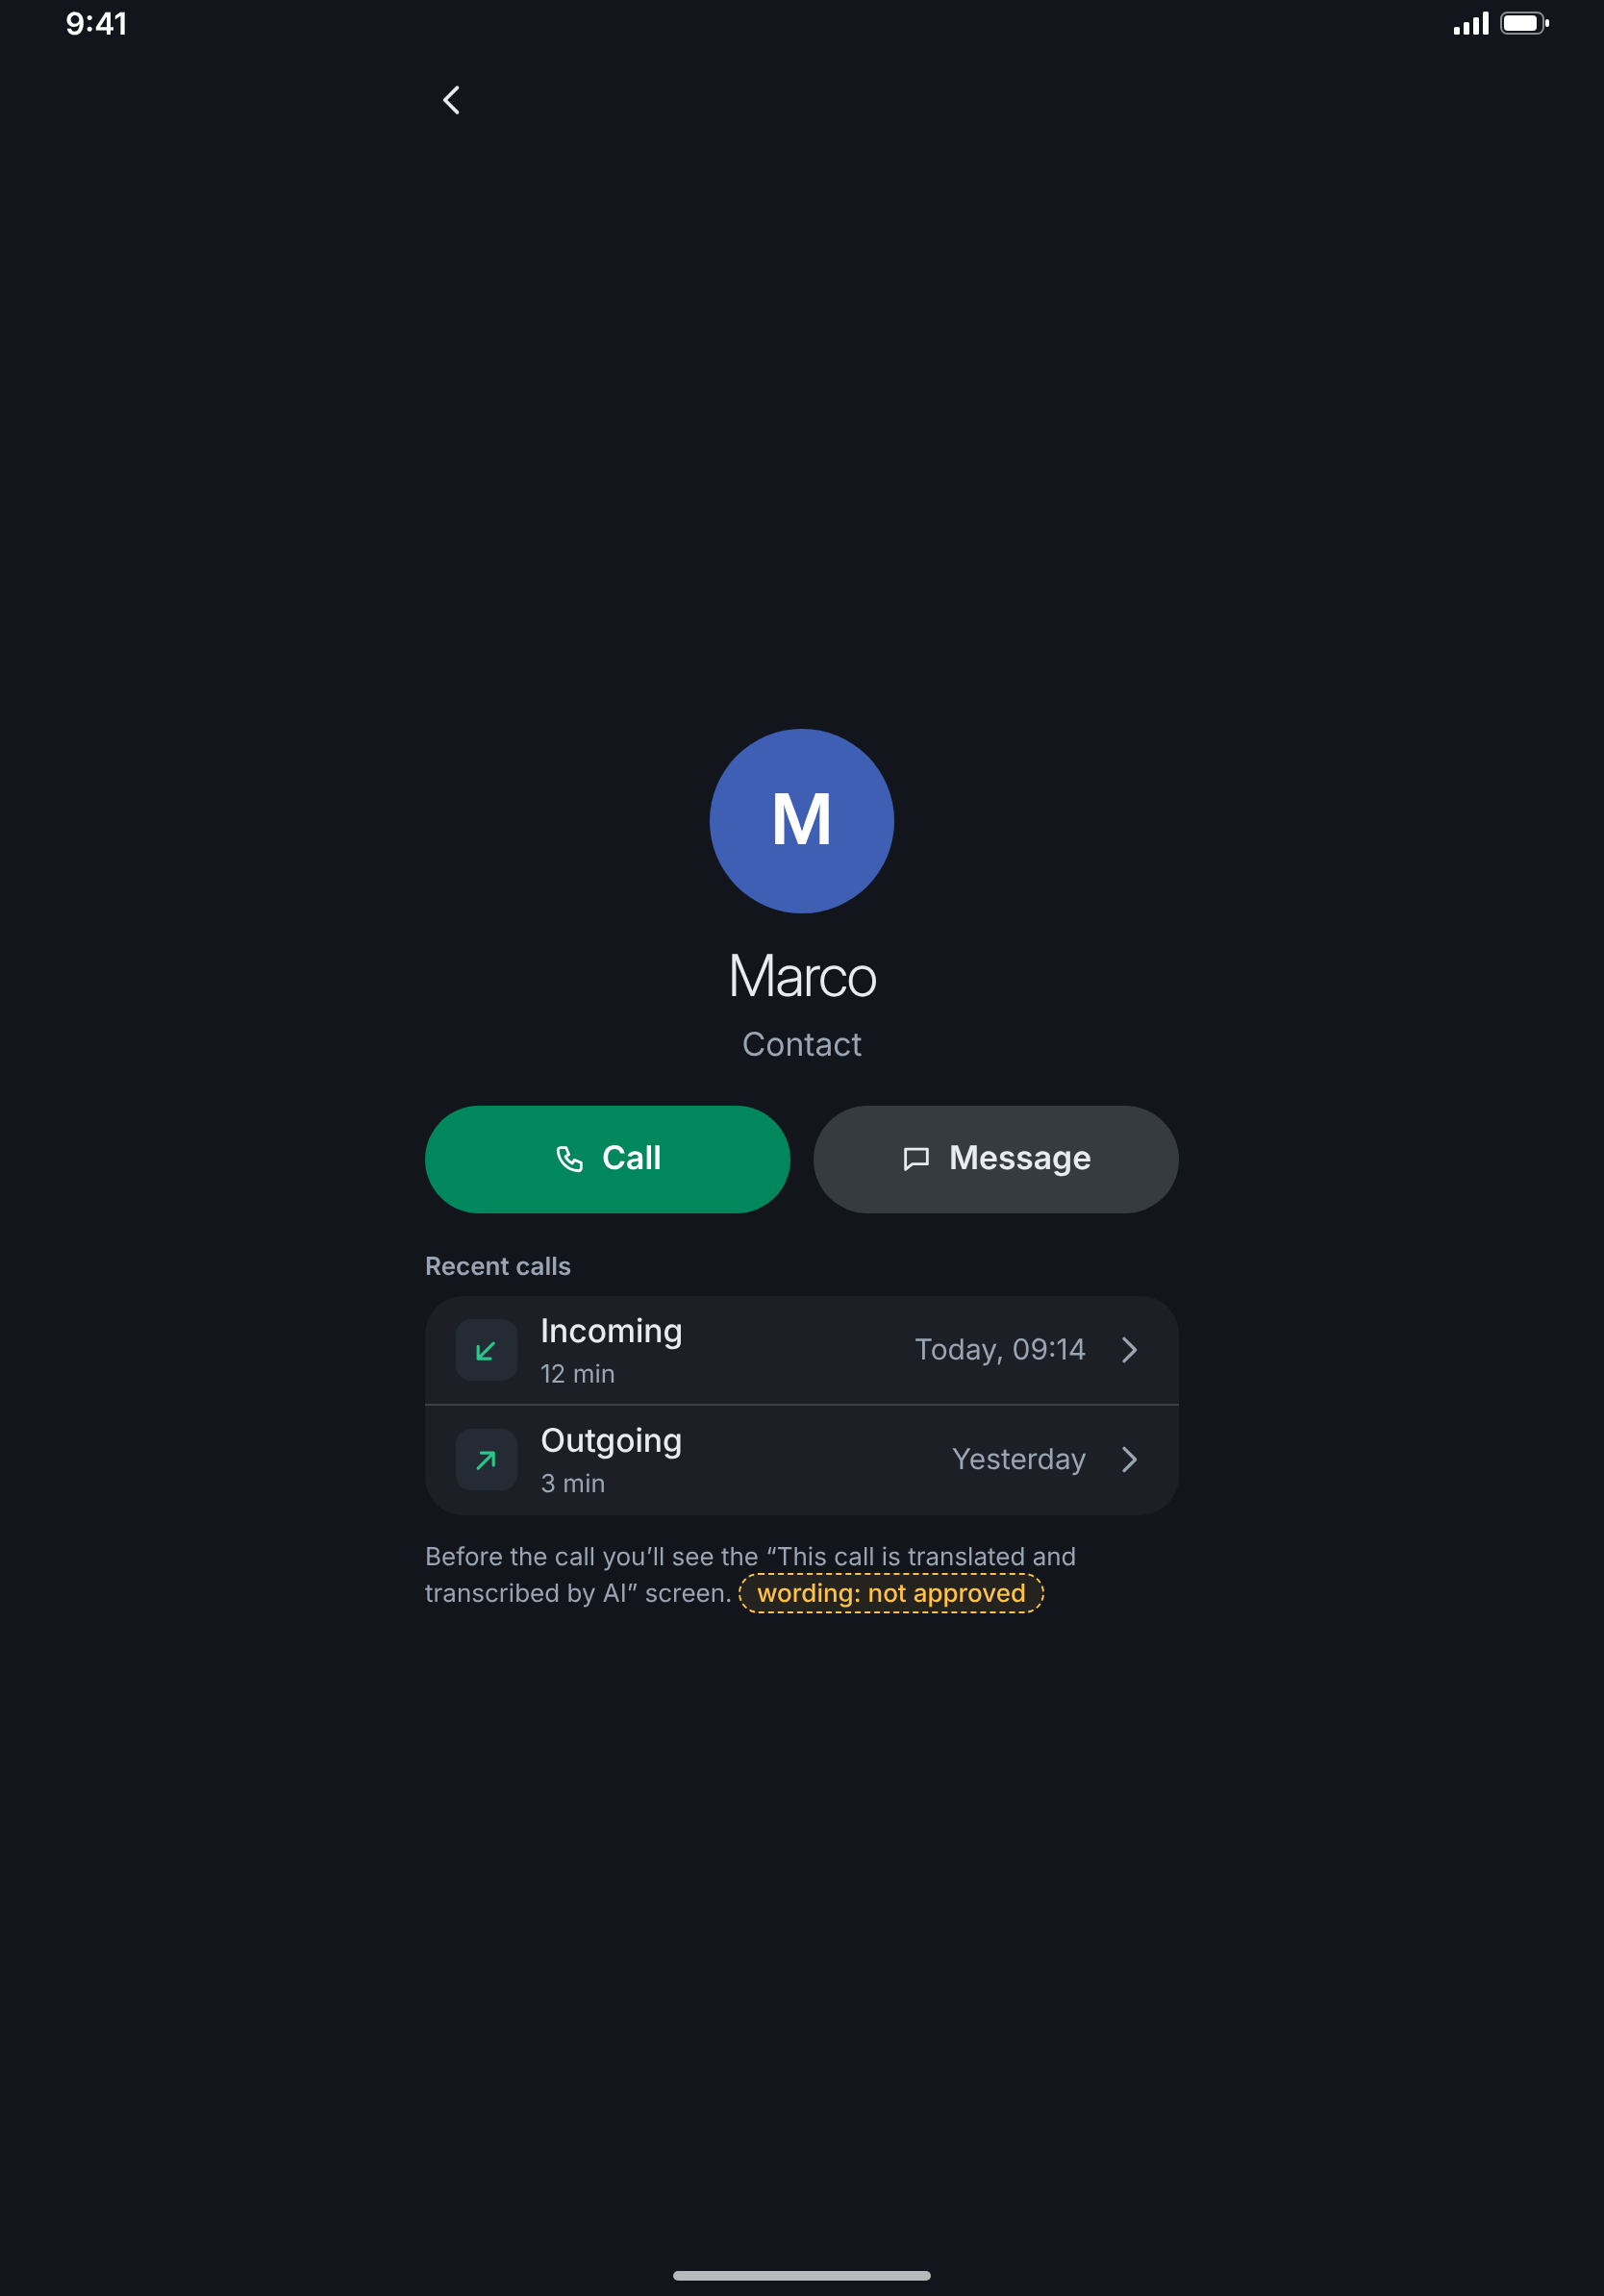 9:41
M
Marco
Contact
Call
Message
Recent calls
Incoming
12 min
Today, 09:14
Outgoing
3 min
Yesterday
Before the call you’ll see the “This call is translated and
transcribed by AI” screen. wording: not approved